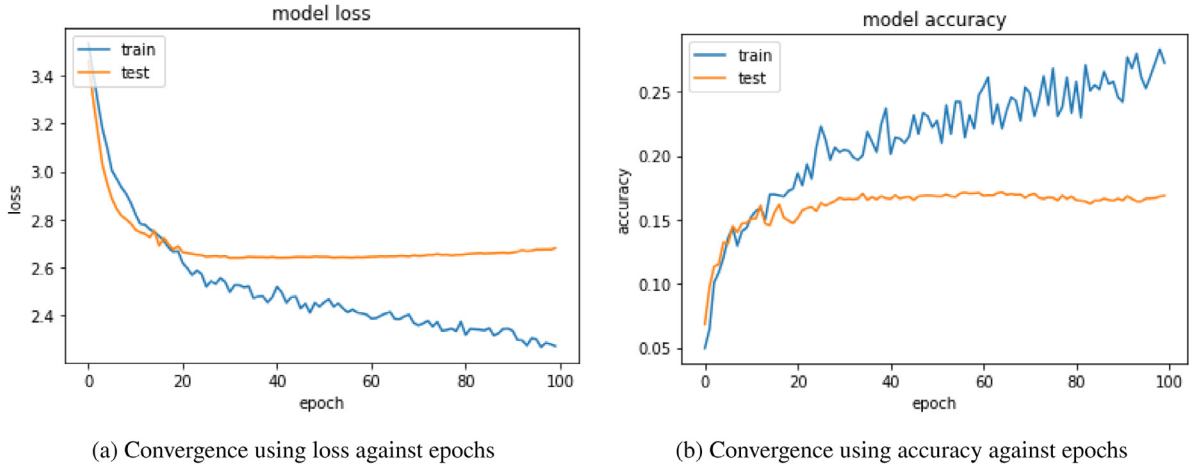 model loss
train
test
3.4
3.2
3.0
2.8
2.6
2.4
loss
0
20
40
60
80
100
epoch
(a) Convergence using loss against epochs
model accuracy
train
test
0.25
0.20
0.15
0.10
0.05
accuracy
0
20
40
60
80
100
epoch
(b) Convergence using accuracy against epochs